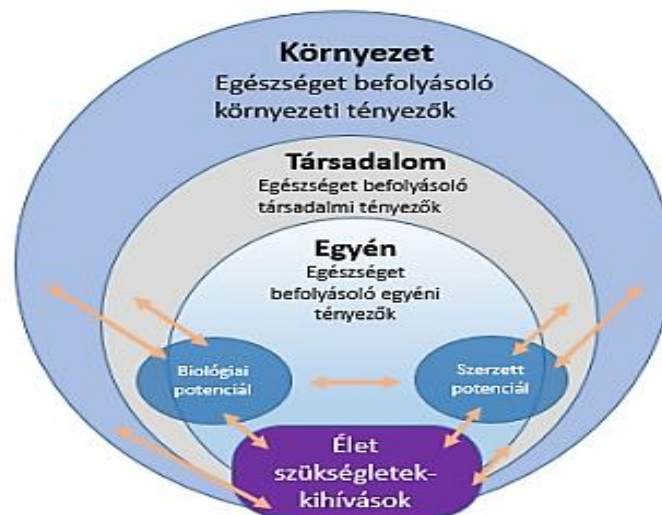 Környezet
Egészséget befolyásoló
környezeti tényezők
Társadalom
Egészséget befolyásoló
társadalmi tényezők
Egyén
Egészséget
befolyásoló egyéni
tényezők
Biológiai
potenciál
Szerzett
potenciál
Élet
szükségletek-
kihívások